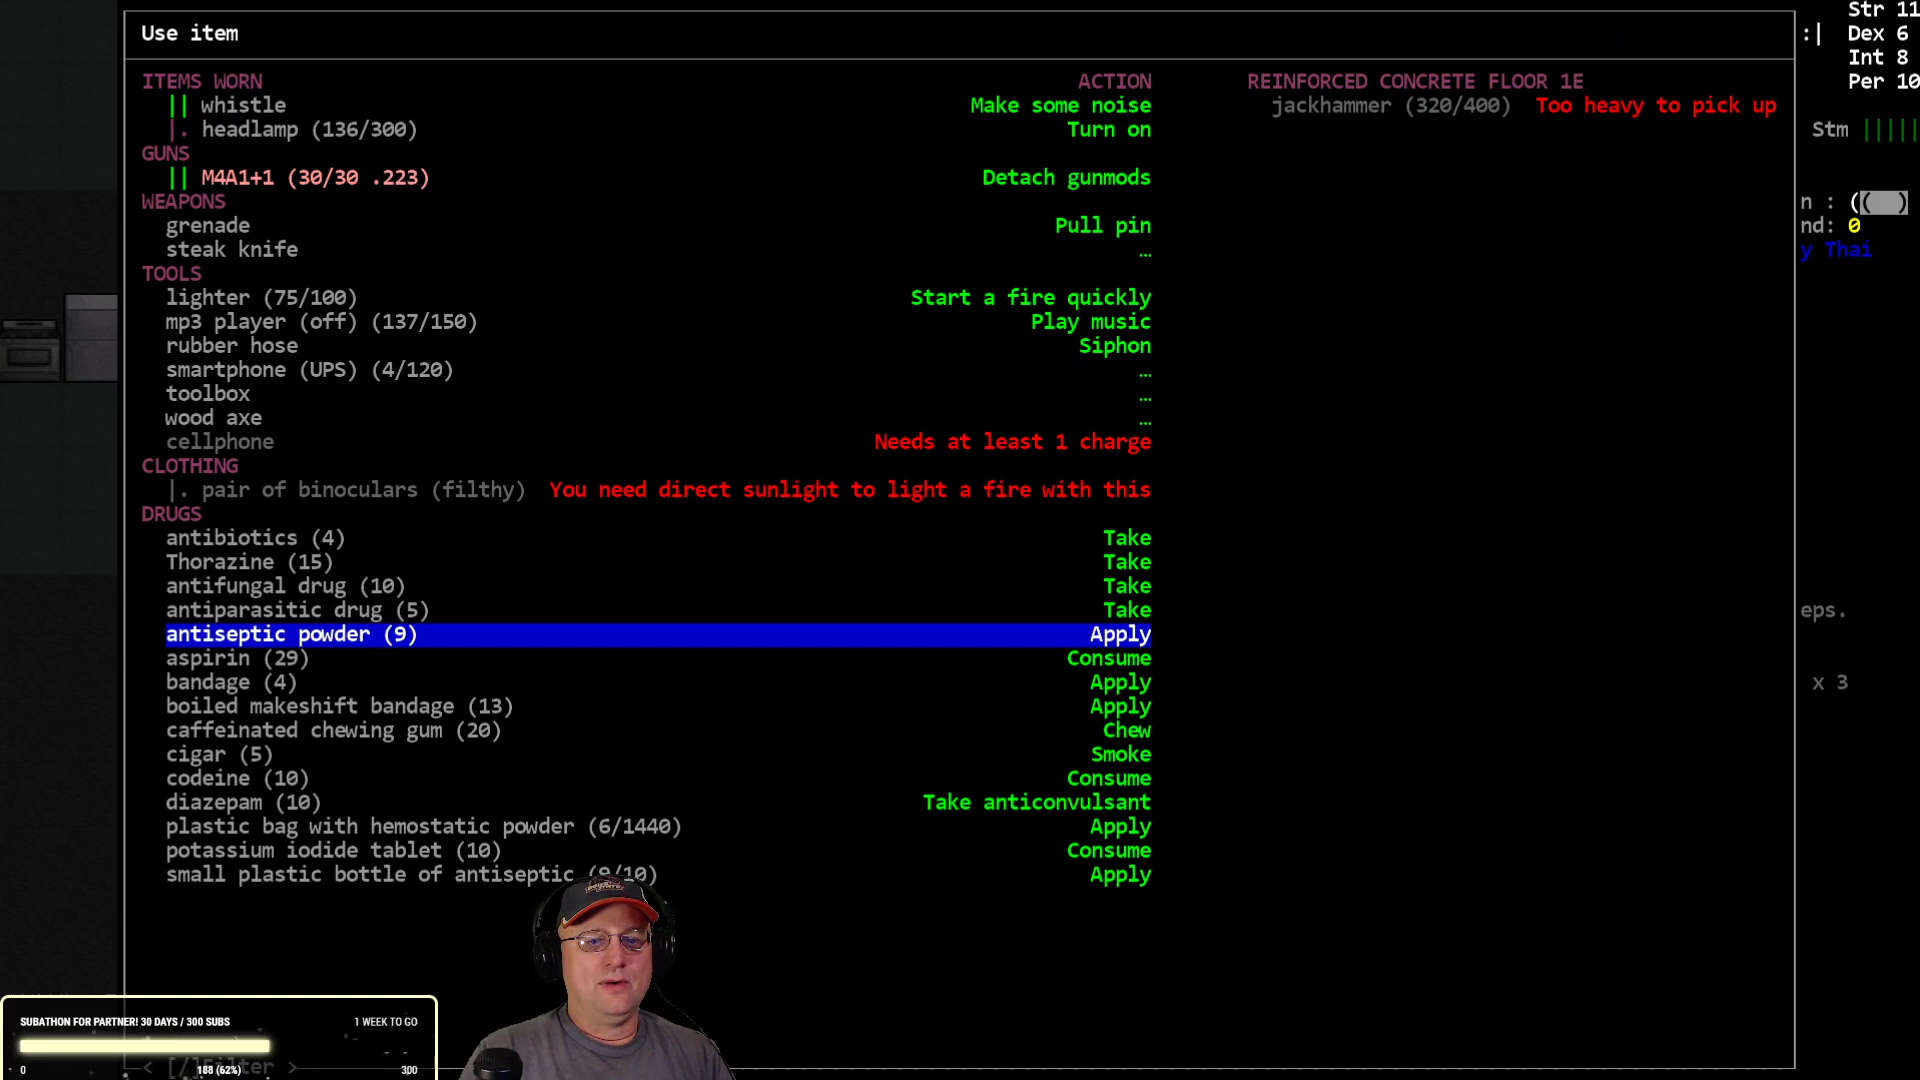 Use item
ITEMS WORN ACTION
|| whistle Make some noise
|. headlamp (136/300) Turn on
GUNS
|| M4A1+1 (30/30 .223) Detach gunmods
WEAPONS
grenade Pull pin
steak knife …
TOOLS
lighter (75/100) Start a fire quickly
mp3 player (off) (137/150) Play music
rubber hose Siphon
smartphone (UPS) (4/120) …
toolbox …
wood axe …
cellphone Needs at least 1 charge
CLOTHING
|. pair of binoculars (filthy) You need direct sunlight to light a fire with this
DRUGS
antibiotics (4) Take
Thorazine (15) Take
antifungal drug (10) Take
antiparasitic drug (5) Take
antiseptic powder (9) Apply
aspirin (29) Consume
bandage (4) Apply
boiled makeshift bandage (13) Apply
caffeinated chewing gum (20) Chew
cigar (5) Smoke
codeine (10) Consume
diazepam (10) Take anticonvulsant
plastic bag with hemostatic powder (6/1440) Apply
potassium iodide tablet (10) Consume
small plastic bottle of antiseptic (9/10) Apply
REINFORCED CONCRETE FLOOR 1E
jackhammer (320/400) Too heavy to pick up
Str 11
:| Dex 6
Int 8
Per 10
Stm |||||
n : (( )
nd: 0
y Thai
eps.
x 3
SUBATHON FOR PARTNER! 30 DAYS / 300 SUBS 1 WEEK TO GO
0 188 (62%) 300